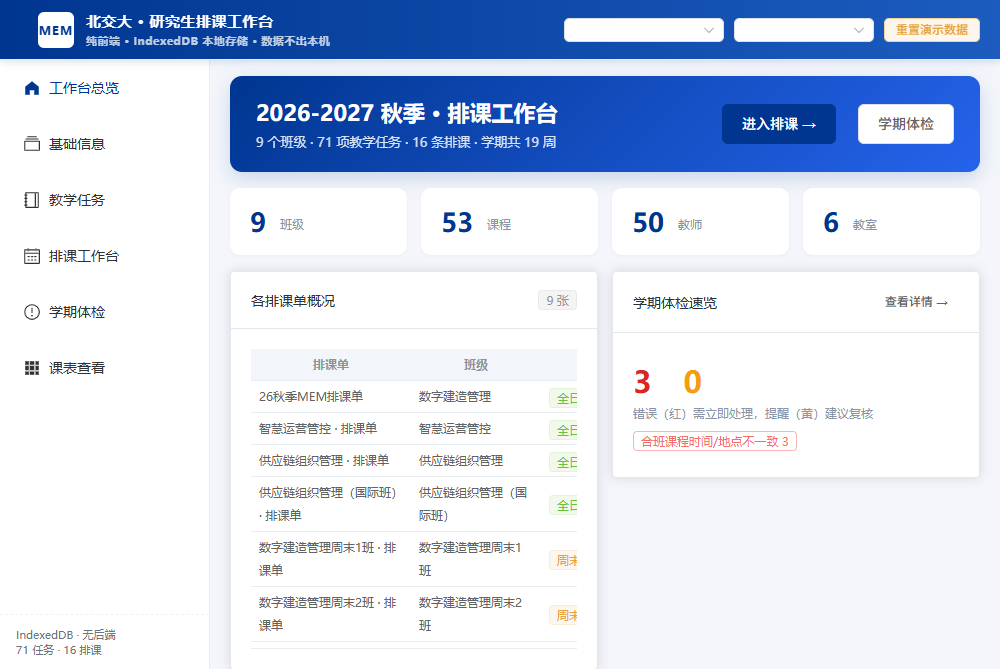 MEM
北交大 • 研究生排课工作台
纯前端 • IndexedDB 本地存储 • 数据不出本机
重置演示数据
工作台总览
基础信息
教学任务
排课工作台
学期体检
课表查看
IndexedDB · 无后端
71 任务 · 16 排课
2026-2027 秋季 • 排课工作台
9 个班级 · 71 项教学任务 · 16 条排课 · 学期共 19 周
进入排课 →
学期体检
9 班级
53 课程
50 教师
6 教室
各排课单概况
9 张
排课单 班级
26秋季MEM排课单 数字建造管理 全日
智慧运营管控 · 排课单 智慧运营管控 全日
供应链组织管理 · 排课单 供应链组织管理 全日
供应链组织管理（国际班） 供应链组织管理（国 全日
· 排课单 际班）
数字建造管理周末1班 · 排 数字建造管理周末1 周末
课单 班
数字建造管理周末2班 · 排 数字建造管理周末2 周末
课单 班
学期体检速览
查看详情 →
3 0
错误（红）需立即处理，提醒（黄）建议复核
合班课程时间/地点不一致 3